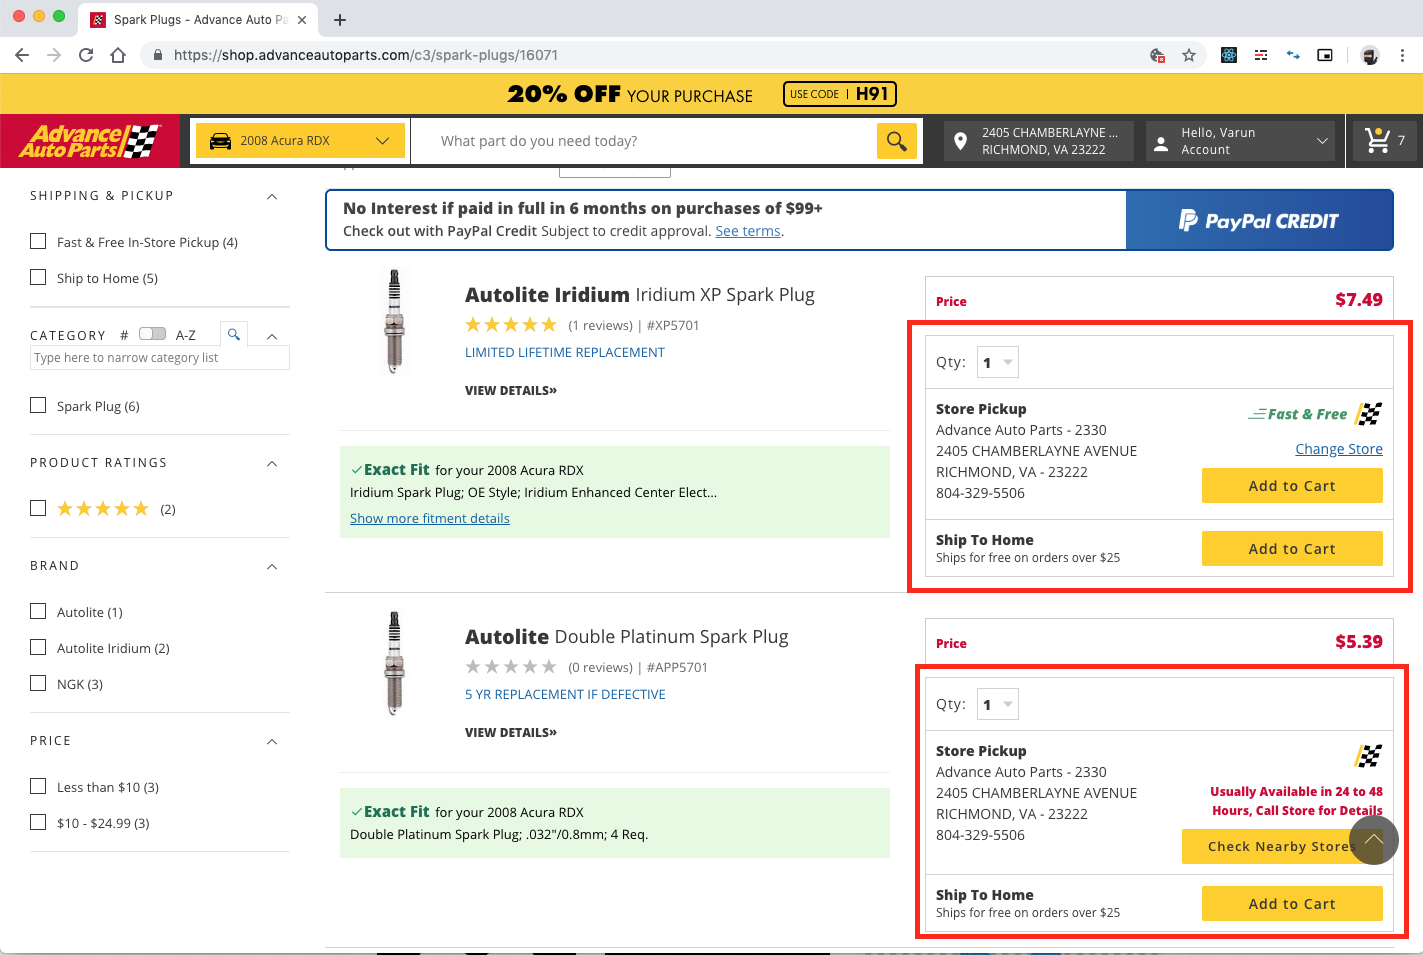 Spark Plugs - Advance Auto Pa
https://shop.advanceautoparts.com/c3/spark-plugs/16071
20% OFF YOUR PURCHASE USE CODE | H91
Advance Auto Parts
2008 Acura RDX
What part do you need today?
2405 CHAMBERLAYNE ...
RICHMOND, VA 23222
Hello, Varun
Account
7
SHIPPING & PICKUP
Fast & Free In-Store Pickup (4)
Ship to Home (5)
CATEGORY # A-Z
Type here to narrow category list
Spark Plug (6)
PRODUCT RATINGS
(2)
BRAND
Autolite (1)
Autolite Iridium (2)
NGK (3)
PRICE
Less than $10 (3)
$10 - $24.99 (3)
No Interest if paid in full in 6 months on purchases of $99+
Check out with PayPal Credit Subject to credit approval. See terms.
PayPal CREDIT
Autolite Iridium Iridium XP Spark Plug
(1 reviews) | #XP5701
LIMITED LIFETIME REPLACEMENT
VIEW DETAILS»
Exact Fit for your 2008 Acura RDX
Iridium Spark Plug; OE Style; Iridium Enhanced Center Elect...
Show more fitment details
Price $7.49
Qty: 1
Store Pickup
Fast & Free
Advance Auto Parts - 2330
2405 CHAMBERLAYNE AVENUE
Change Store
RICHMOND, VA - 23222
804-329-5506
Add to Cart
Ship To Home
Ships for free on orders over $25
Add to Cart
Autolite Double Platinum Spark Plug
(0 reviews) | #APP5701
5 YR REPLACEMENT IF DEFECTIVE
VIEW DETAILS»
Exact Fit for your 2008 Acura RDX
Double Platinum Spark Plug; .032"/0.8mm; 4 Req.
Price $5.39
Qty: 1
Store Pickup
Advance Auto Parts - 2330
2405 CHAMBERLAYNE AVENUE
RICHMOND, VA - 23222
804-329-5506
Usually Available in 24 to 48
Hours, Call Store for Details
Check Nearby Stores
Ship To Home
Ships for free on orders over $25
Add to Cart